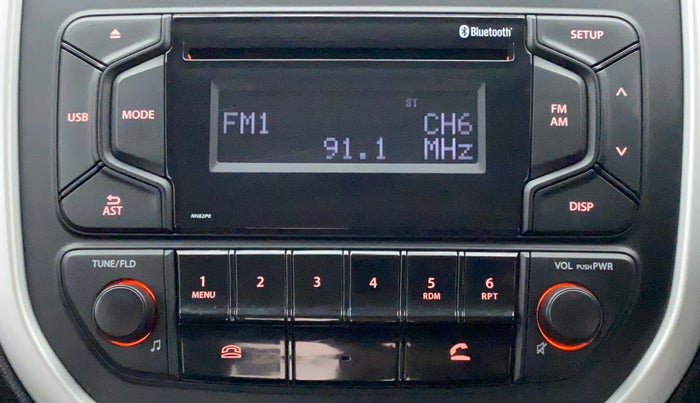 Bluetooth®
SETUP
USB
MODE
FM
AM
ST
FM1 CH6
91.1 MHz
AST
DISP
NH82P0
TUNE/FLD
VOL PUSH PWR
1
MENU
2
3
4
5
RDM
6
RPT